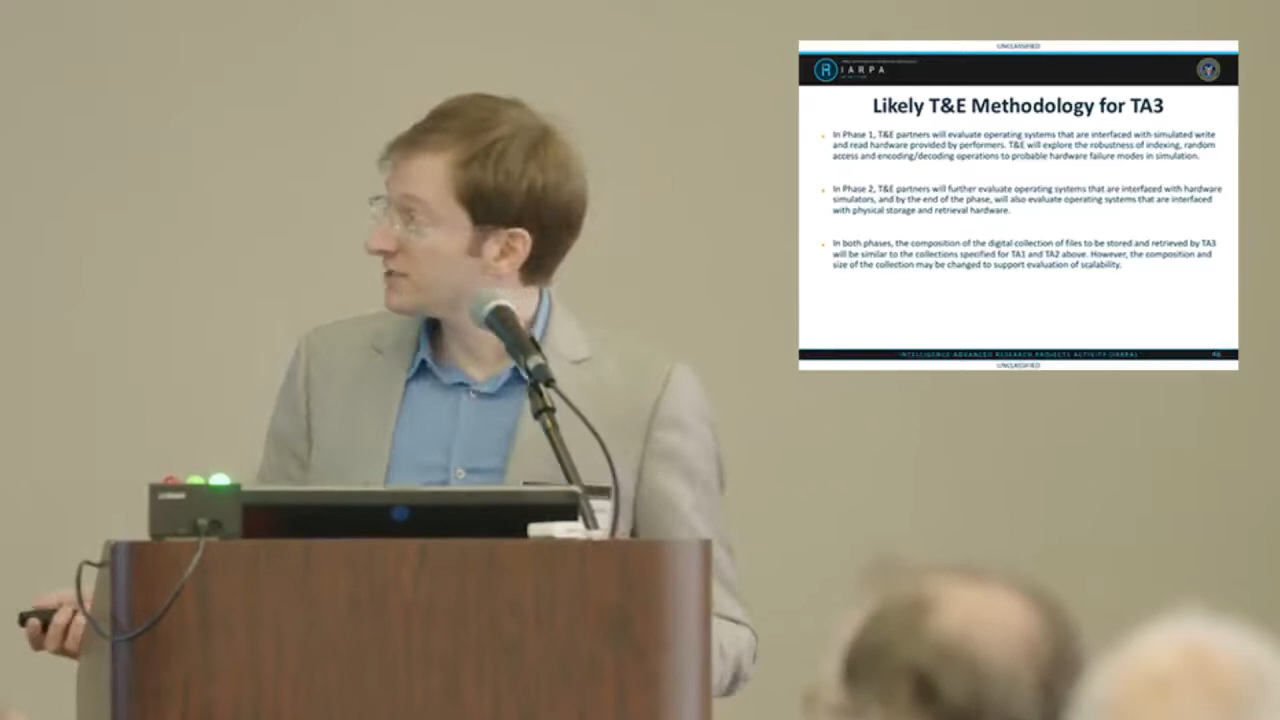 UNCLASSIFIED
IARPA
Likely T&E Methodology for TA3
In Phase 1, T&E partners will evaluate operating systems that are interfaced with simulated write
and read hardware provided by performers. T&E will explore the robustness of indexing, random
access and encoding/decoding operations to probable hardware failure modes in simulation.
In Phase 2, T&E partners will further evaluate operating systems that are interfaced with hardware
simulators, and by the end of the phase, will also evaluate operating systems that are interfaced
with physical storage and retrieval hardware.
In both phases, the composition of the digital collection of files to be stored and retrieved by TA3
will be similar to the collections specified for TA1 and TA2 above. However, the composition and
size of the collection may be changed to support evaluation of scalability.
INTELLIGENCE ADVANCED RESEARCH PROJECTS ACTIVITY (IARPA)
UNCLASSIFIED